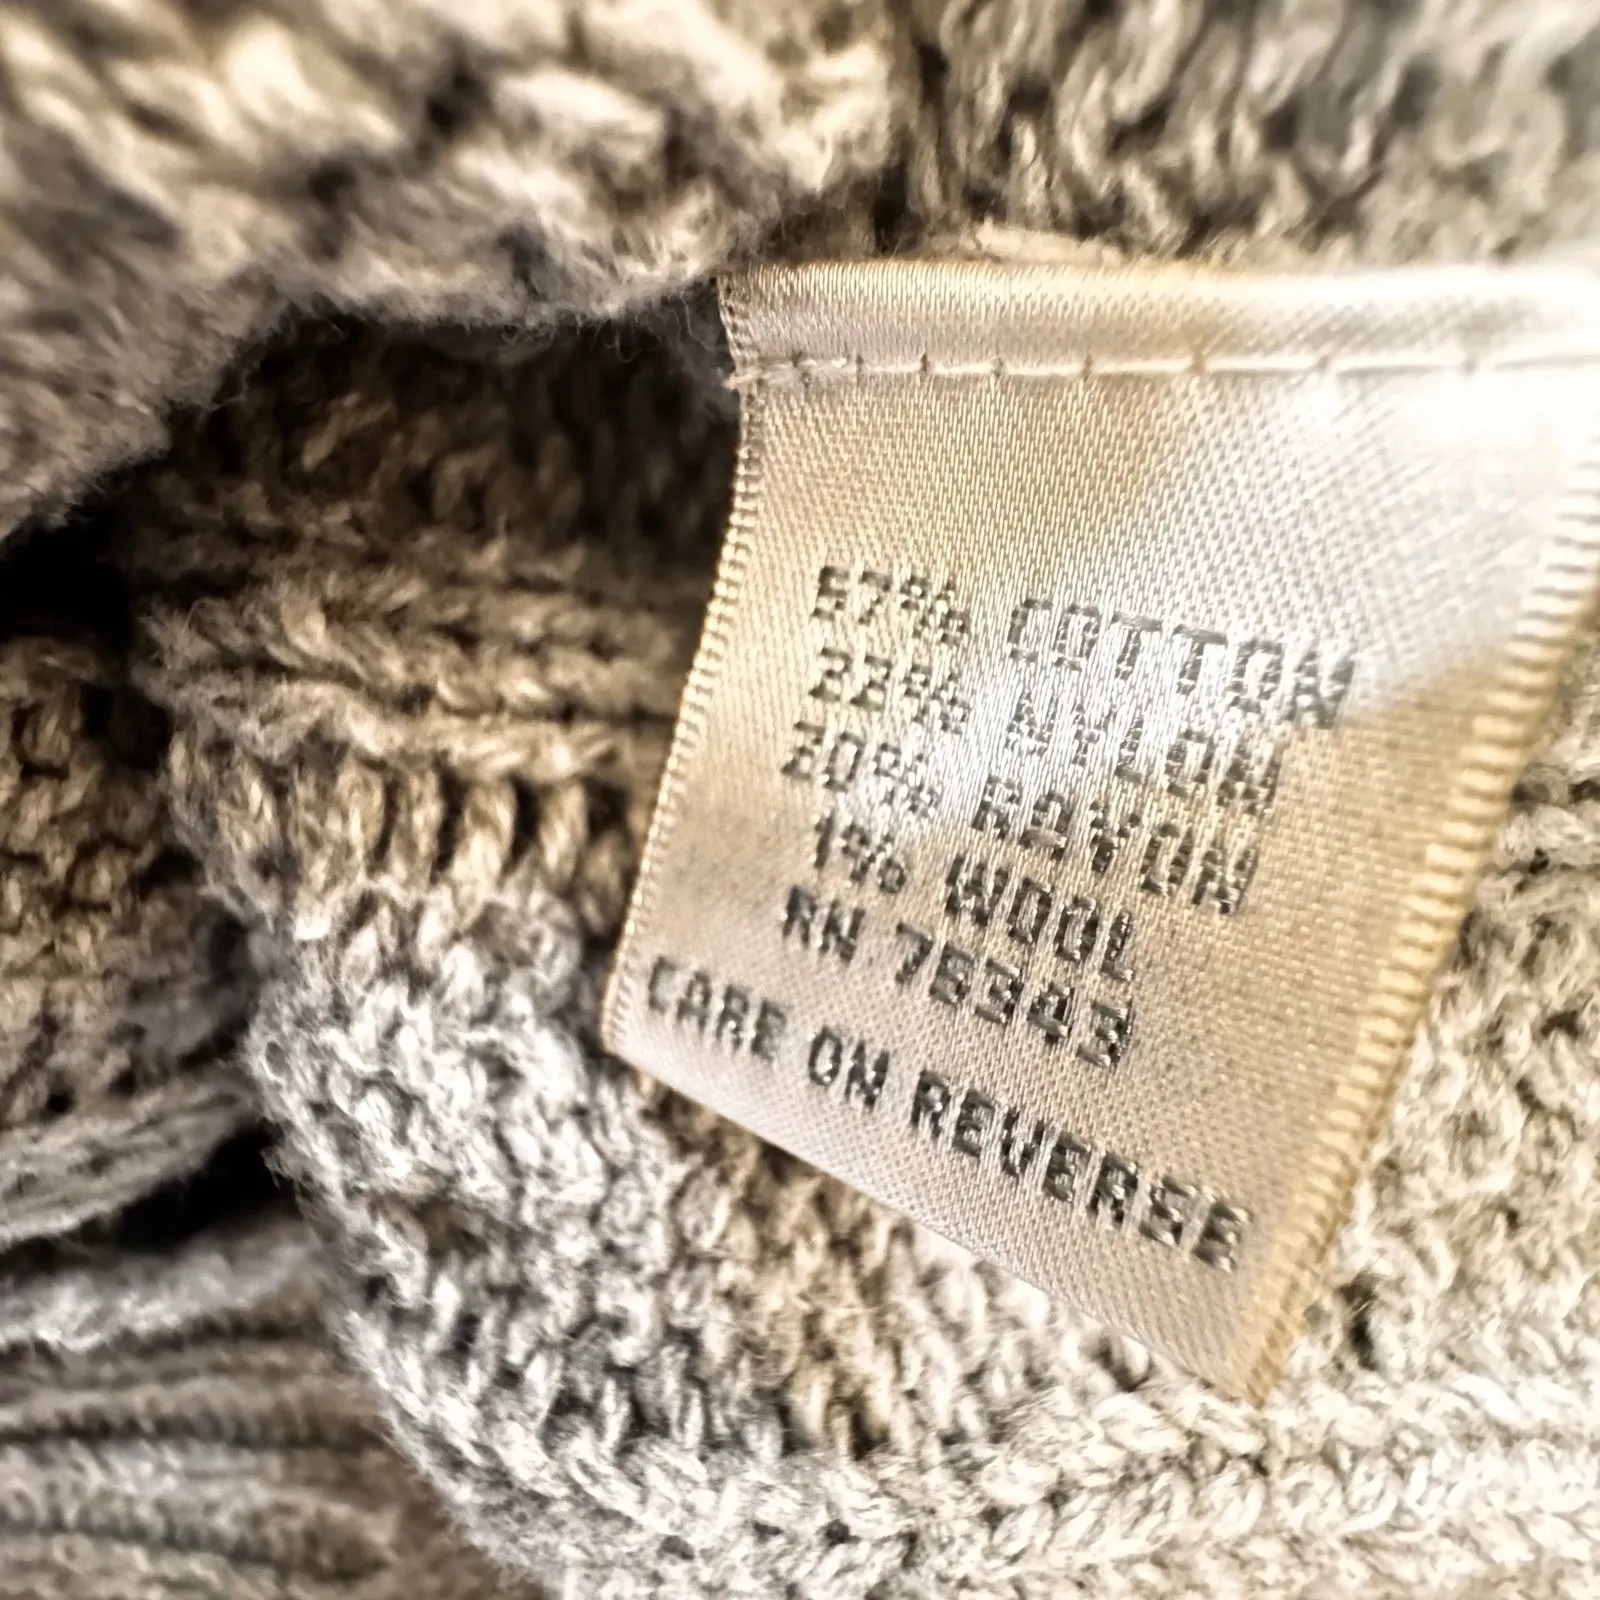 57% COTTON
22% NYLON
20% RAYON
1% WOOL
RN 75343
CARE ON REVERSE